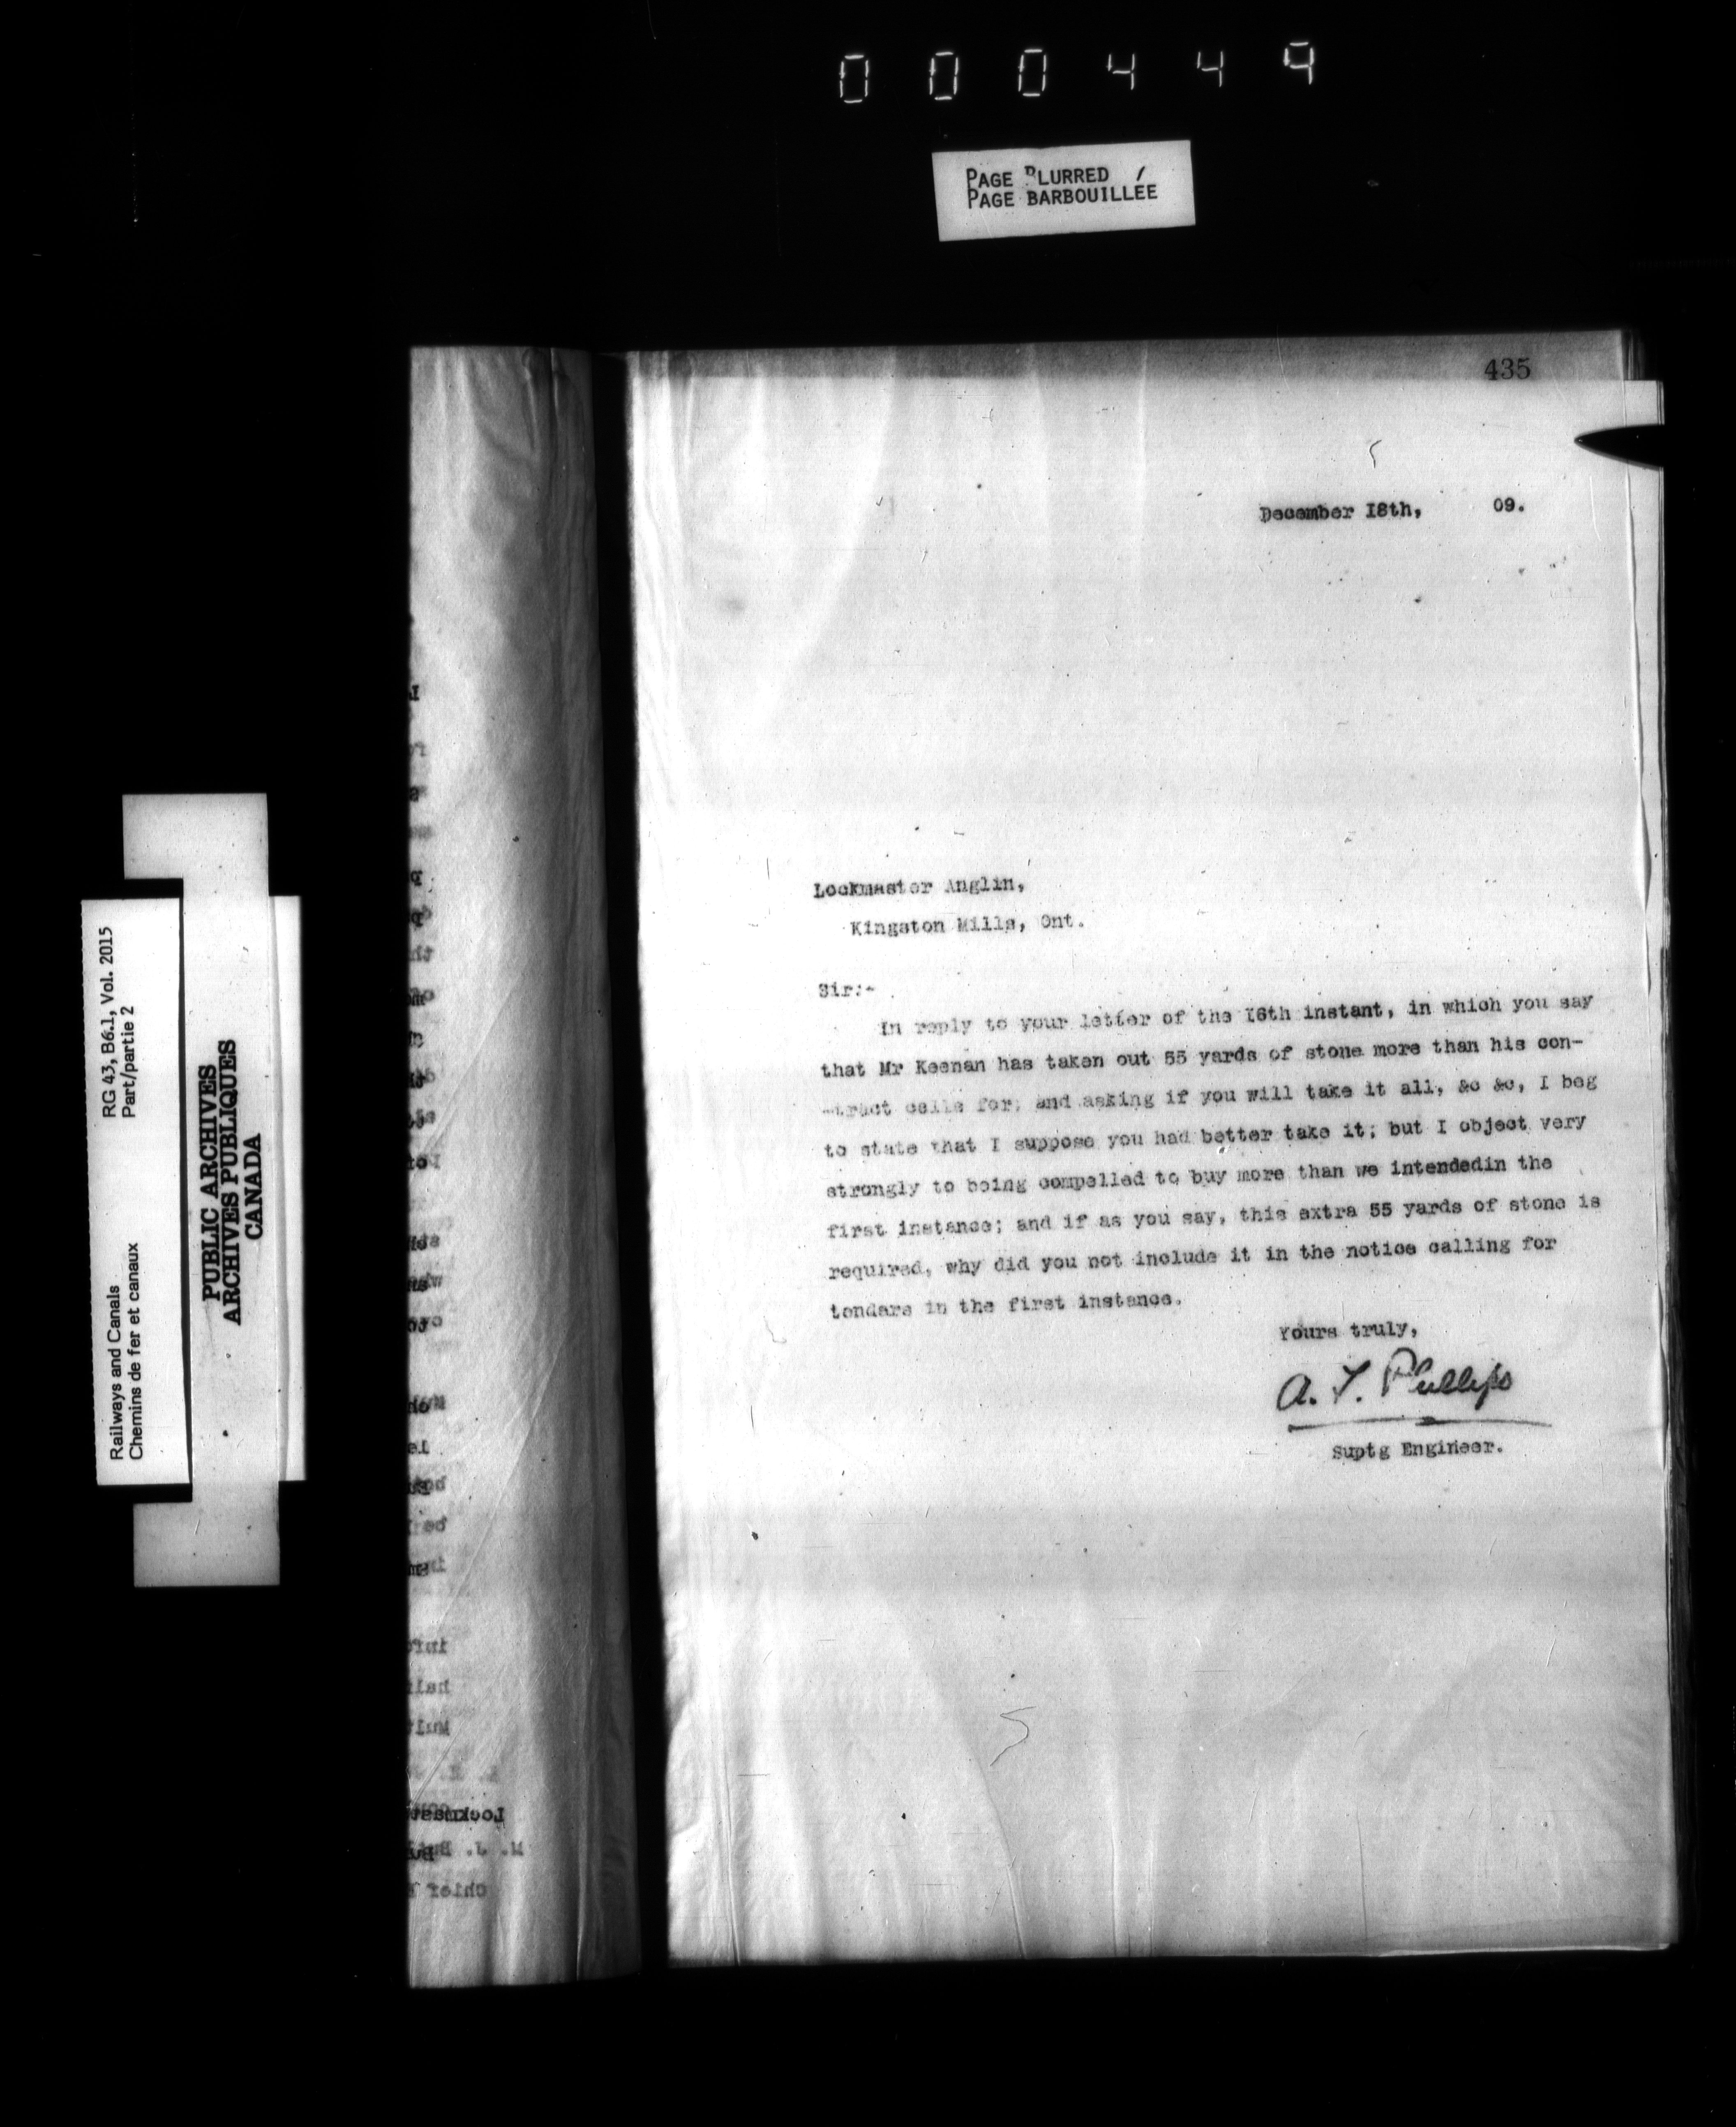 000449
PAGE BLURRED
PAGE BARBOUILLÉE
435
December 18th, 09.
Lockmaster Anglin,
Kingston Mills, Ont.
Sir:-
In reply to your letter of the 16th instant, in which you say
that Mr Keenan has taken out 55 yards of stone more than his con-
-tract calls for, and asking if you will take it all, &c &c, I beg
to state that I suppose you had better take it; but I object very
strongly to being compelled to buy more than we intendedin the
first instance; and if as you say, this extra 55 yards of stone is
required, why did you not include it in the notice calling for
tenders in the first instance.
Yours truly,
A. T. Phillips
Suptg Engineer.
RG 43, B6.1, Vol. 2015
Part/partie 2
Railways and Canals
Chemins de fer et canaux
PUBLIC ARCHIVES
ARCHIVES PUBLIQUES
CANADA